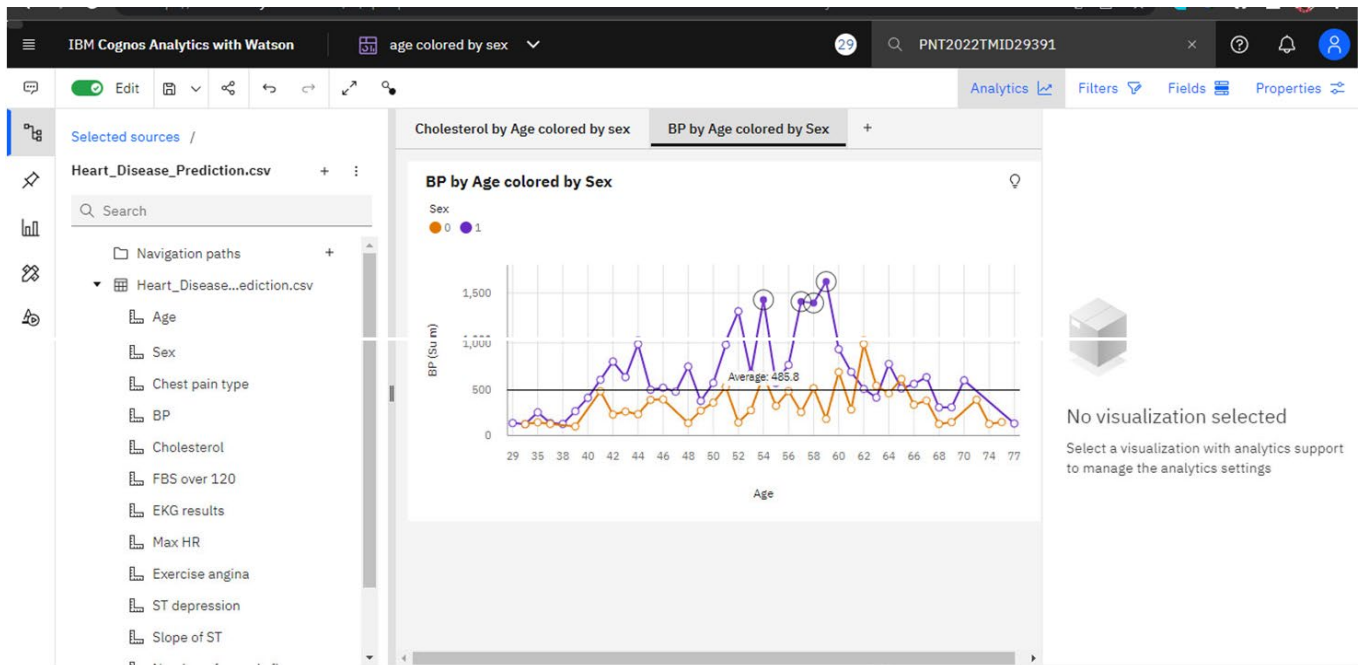 IBM Cognos Analytics with Watson
age colored by sex
29
PNT2022TMID29391
Edit
Analytics
Filters
Fields
Properties
Selected sources /
Heart_Disease_Prediction.csv
Search
Navigation paths
Heart_Disease...ediction.csv
Age
Sex
Chest pain type
BP
Cholesterol
FBS over 120
EKG results
Max HR
Exercise angina
ST depression
Slope of ST
Cholesterol by Age colored by sex
BP by Age colored by Sex
BP by Age colored by Sex
Sex
0 1
BP (Su m)
1,500
1,000
500
0
Average: 485.8
29 35 38 40 42 44 46 48 50 52 54 56 58 60 62 64 66 68 70 74 77
Age
No visualization selected
Select a visualization with analytics support
to manage the analytics settings